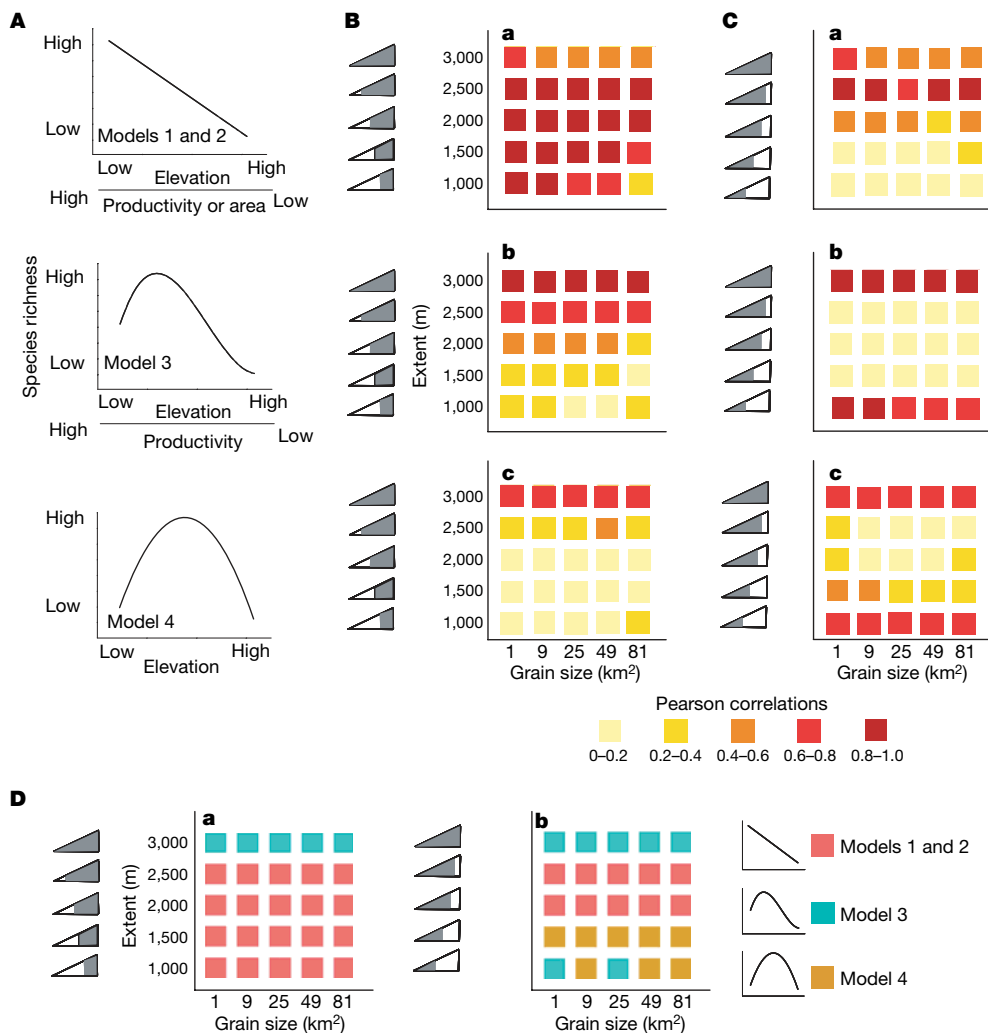 A
High
Low
Models 1 and 2
Low
High
Elevation
High
Productivity or area
Low
Species richness
High
Low
Model 3
Low
High
Elevation
High
Productivity
Low
High
Low
Model 4
Low
High
Elevation
B
a
3,000
2,500
2,000
1,500
1,000
b
Extent (m)
3,000
2,500
2,000
1,500
1,000
c
3,000
2,500
2,000
1,500
1,000
1 9 25 49 81
Grain size (km²)
C
a
b
c
1 9 25 49 81
Grain size (km²)
Pearson correlations
0–0.2 0.2–0.4 0.4–0.6 0.6–0.8 0.8–1.0
D
a
Extent (m)
3,000
2,500
2,000
1,500
1,000
1 9 25 49 81
Grain size (km²)
b
1 9 25 49 81
Grain size (km²)
Models 1 and 2
Model 3
Model 4